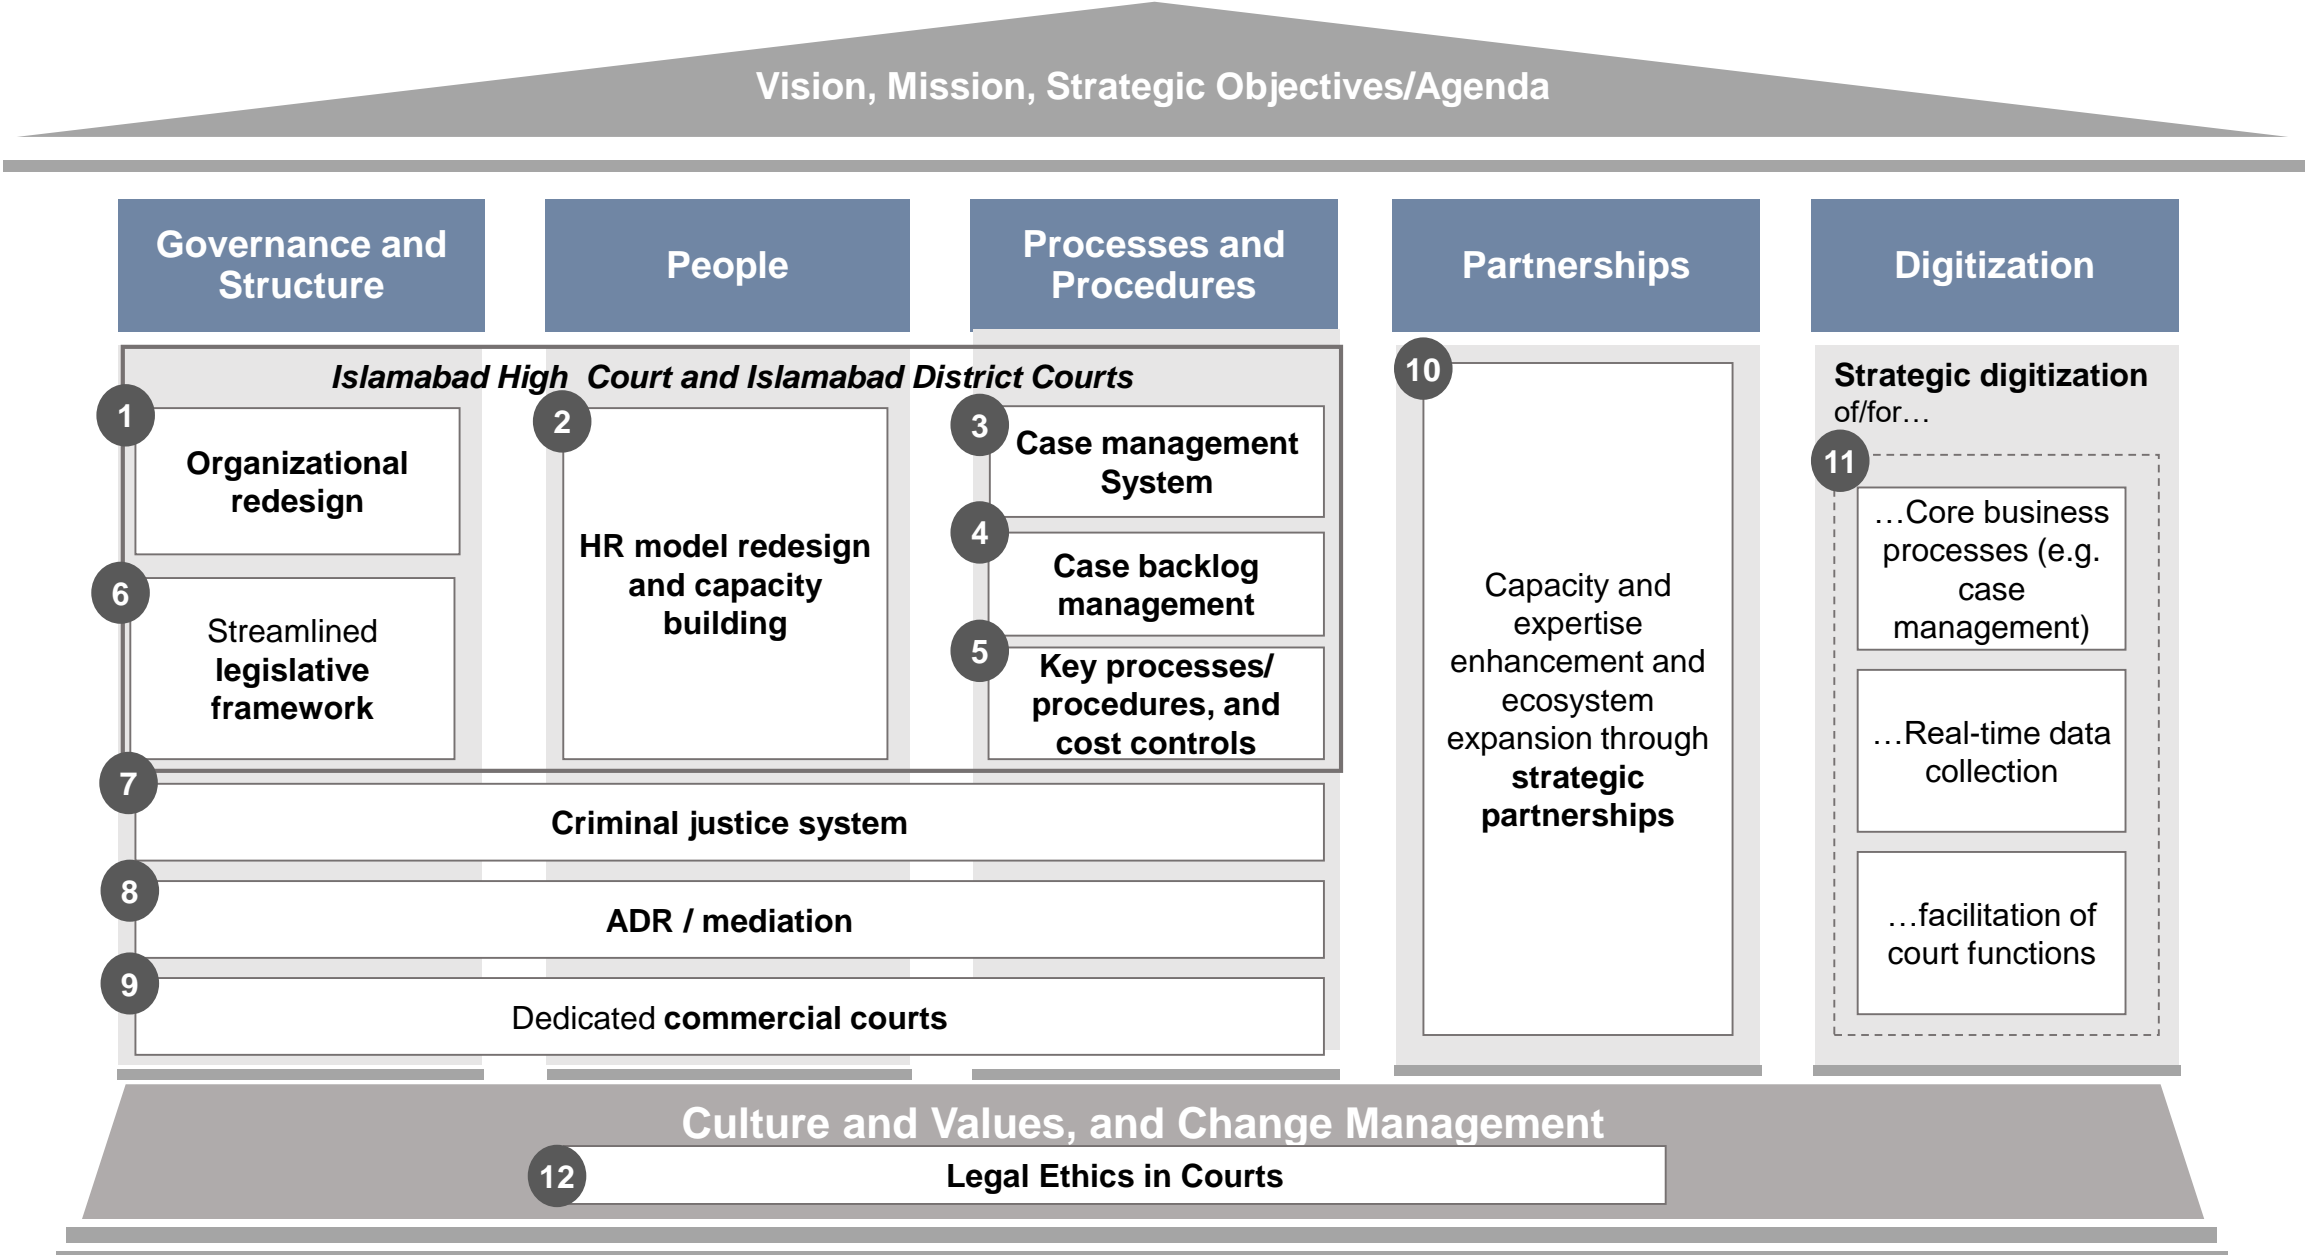 Vision, Mission, Strategic Objectives/Agenda
Governance and
Structure
People
Processes and
Procedures
Partnerships
Digitization
Islamabad High Court and Islamabad District Courts
1
Organizational
redesign
2
HR model redesign
and capacity
building
3
Case management
System
4
Case backlog
management
5
Key processes/
procedures, and
cost controls
6
Streamlined
legislative
framework
7
Criminal justice system
8
ADR / mediation
9
Dedicated commercial courts
10
Capacity and
expertise
enhancement and
ecosystem
expansion through
strategic
partnerships
Strategic digitization
of/for…
11
…Core business
processes (e.g.
case
management)
…Real-time data
collection
…facilitation of
court functions
Culture and Values, and Change Management
12
Legal Ethics in Courts